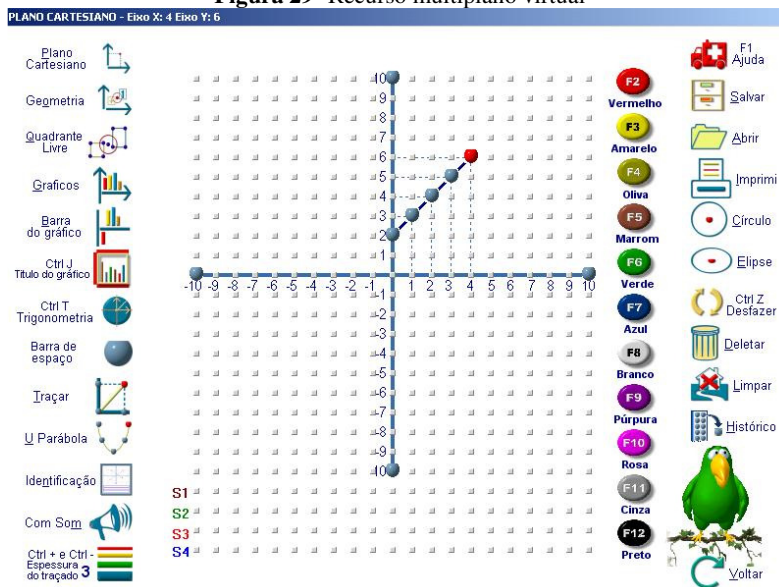 Figura 29- Recurso multiplano virtual
PLANO CARTESIANO - Eixo X: 4 Eixo Y: 6
Plano
Cartesiano
Geometria
Quadrante
Livre
Graficos
Barra
do gráfico
Ctrl J
Titulo do gráfico
Ctrl T
Trigonometria
Barra de
espaço
Traçar
U Parábola
Identificação
Com Som
Ctrl + e Ctrl -
Espessura
do traçado 3
10
9
8
7
6
5
4
3
2
1
-10 -9 -8 -7 -6 -5 -4 -3 -2 -1 1 2 3 4 5 6 7 8 9 10
-1
-2
-3
-4
-5
-6
-7
-8
-9
10
S1
S2
S3
S4
F2
Vermelho
F3
Amarelo
F4
Oliva
F5
Marrom
F6
Verde
F7
Azul
F8
Branco
F9
Púrpura
F10
Rosa
F11
Cinza
F12
Preto
F1
Ajuda
Salvar
Abrir
Imprimi
Círculo
Elipse
Ctrl Z
Desfazer
Deletar
Limpar
Histórico
Voltar